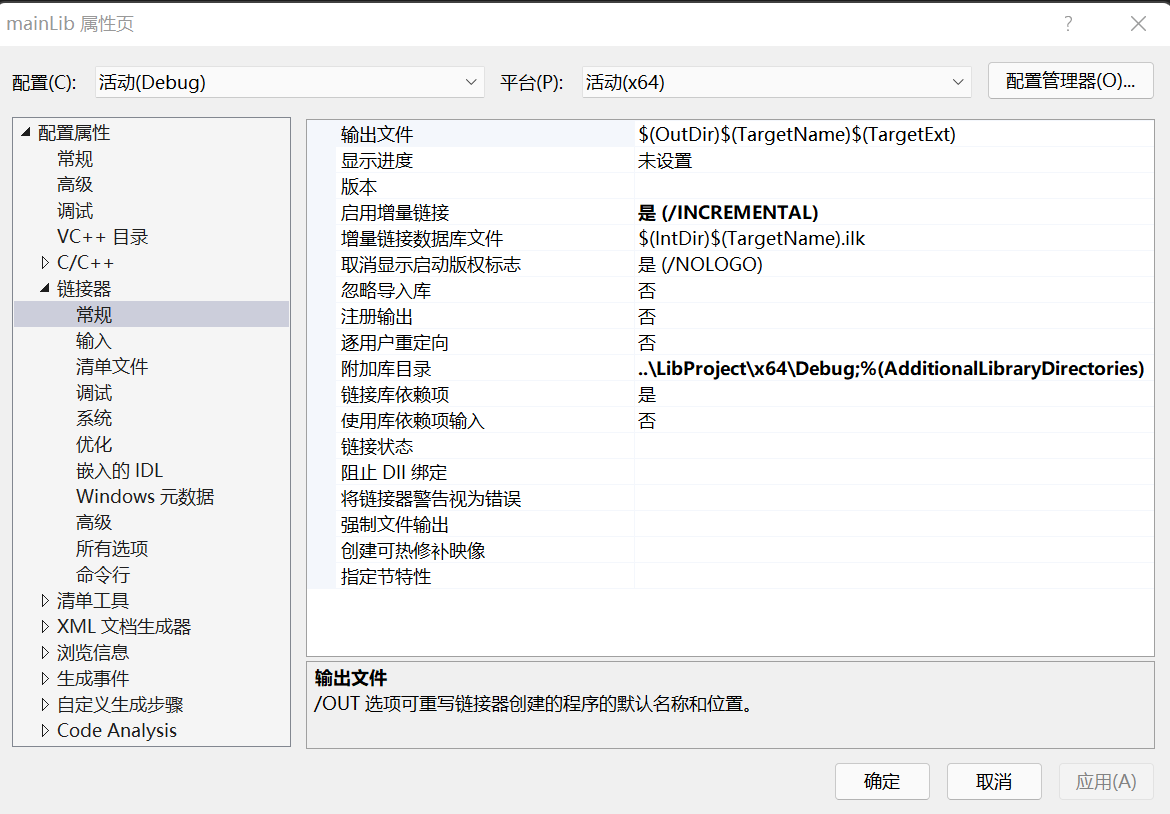 mainLib 属性页
?
配置(C): 活动(Debug) 平台(P): 活动(x64) 配置管理器(O)...
配置属性
常规
高级
调试
VC++ 目录
C/C++
链接器
常规
输入
清单文件
调试
系统
优化
嵌入的 IDL
Windows 元数据
高级
所有选项
命令行
清单工具
XML 文档生成器
浏览信息
生成事件
自定义生成步骤
Code Analysis
输出文件 $(OutDir)$(TargetName)$(TargetExt)
显示进度 未设置
版本
启用增量链接 是 (/INCREMENTAL)
增量链接数据库文件 $(IntDir)$(TargetName).ilk
取消显示启动版权标志 是 (/NOLOGO)
忽略导入库 否
注册输出 否
逐用户重定向 否
附加库目录 ..\LibProject\x64\Debug;%(AdditionalLibraryDirectories)
链接库依赖项 是
使用库依赖项输入 否
链接状态
阻止 Dll 绑定
将链接器警告视为错误
强制文件输出
创建可热修补映像
指定节特性
输出文件
/OUT 选项可重写链接器创建的程序的默认名称和位置。
确定 取消 应用(A)